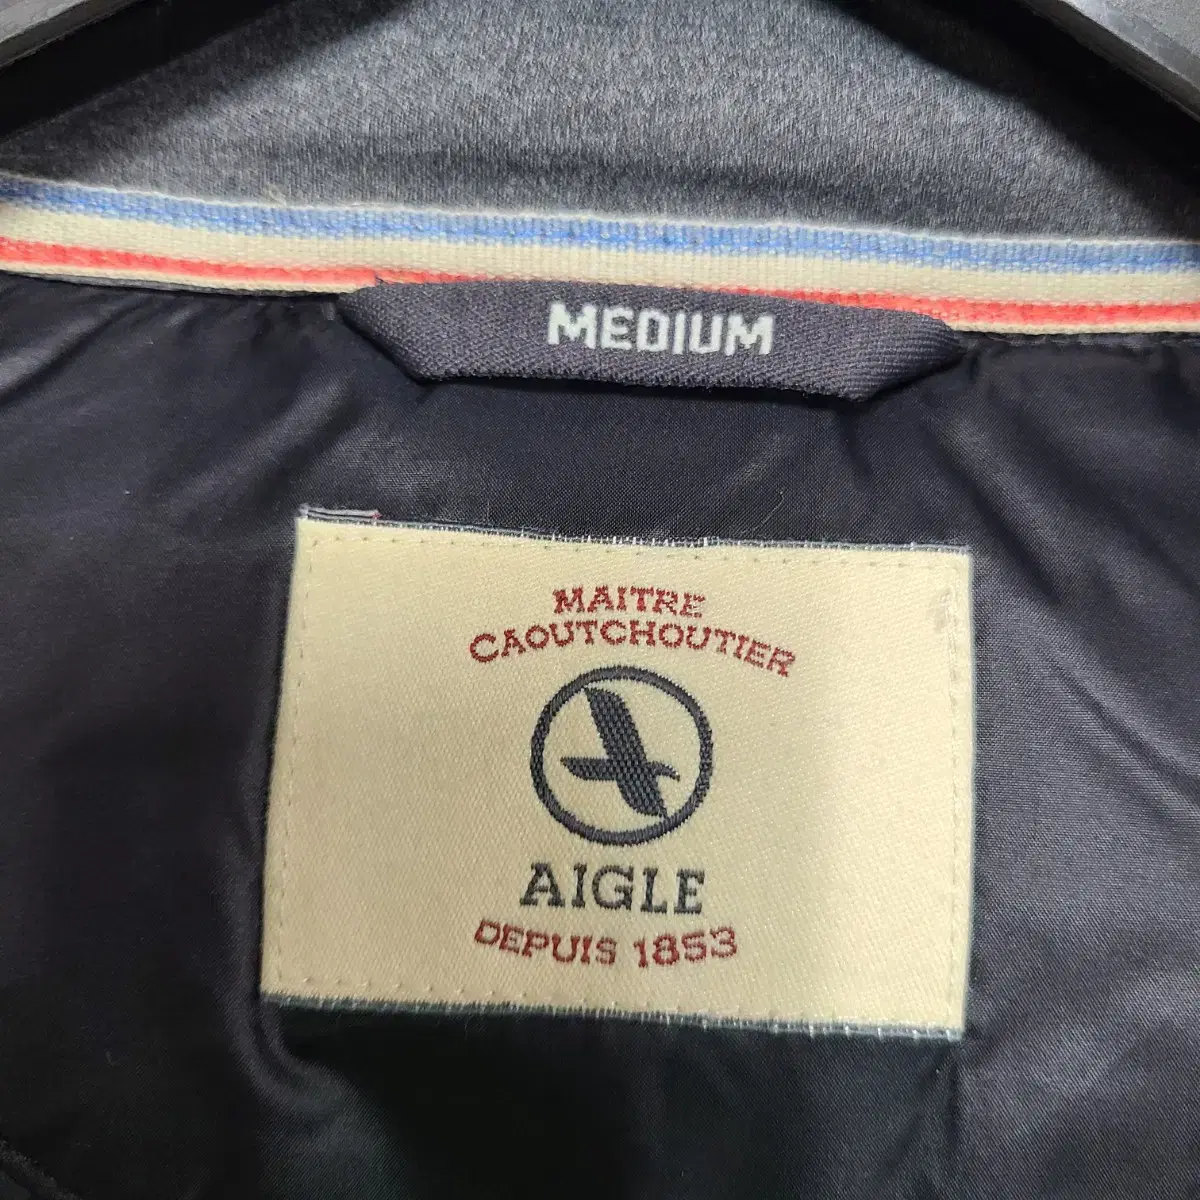 MEDIUM
MAITRE
CAOUTCHOUTIER
AIGLE
DEPUIS 1853